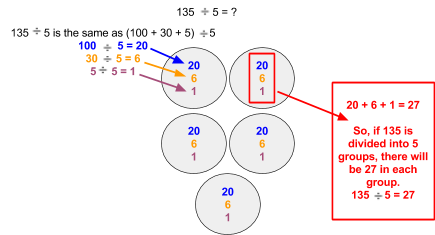 135 ÷ 5 = ?
135 ÷ 5 is the same as (100 + 30 + 5) ÷5
100 ÷ 5 = 20
30 ÷ 5 = 6
5÷ 5 = 1
20
6
1
20
6
1
20
6
1
20
6
1
20
6
1
20 + 6 + 1 = 27
So, if 135 is
divided into 5
groups, there will
be 27 in each
group.
135 ÷ 5 = 27